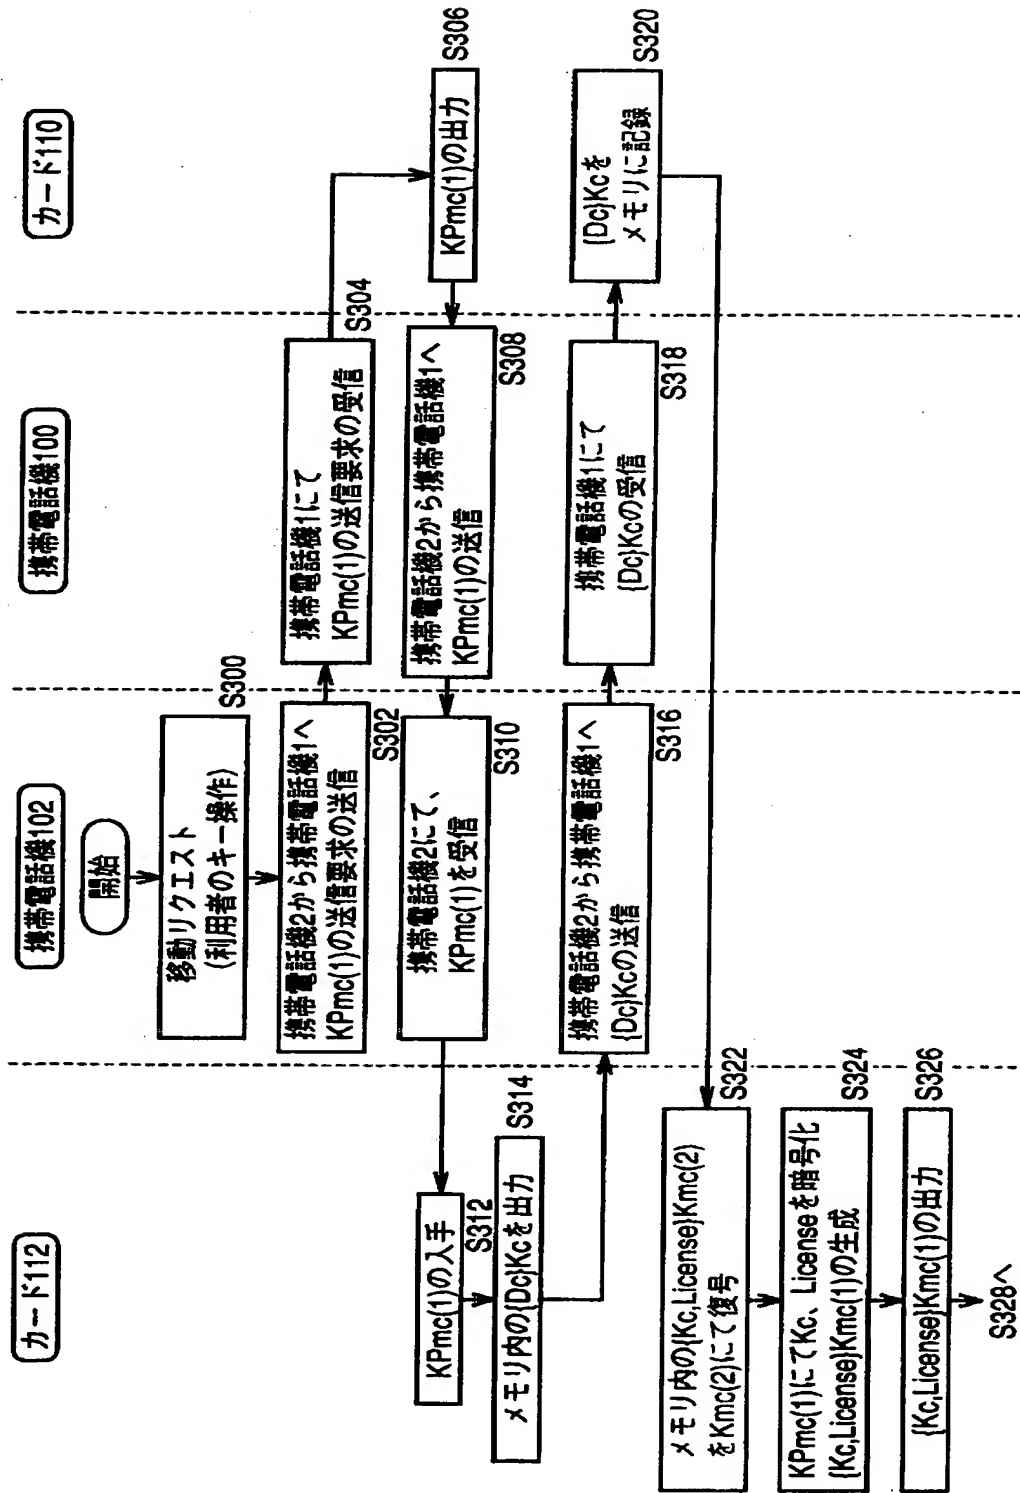 カード112
携帯電話機102
携帯電話機100
カード110
開始
移動リクエスト
(利用者のキー操作)
S300
携帯電話機2から携帯電話機1へ
KPmc(1)の送信要求の送信
S302
携帯電話機1にて
KPmc(1)の送信要求の受信
S304
KPmc(1)の出力
S306
携帯電話機2から携帯電話機1へ
KPmc(1)の送信
S308
携帯電話機2にて、
KPmc(1)を受信
S310
KPmc(1)の入手
S312
メモリ内の{Dc}Kcを出力
S314
携帯電話機2から携帯電話機1へ
{Dc}Kcの送信
S316
携帯電話機1にて
{Dc}Kcの受信
S318
{Dc}Kcを
メモリに記録
S320
メモリ内の{Kc,License}Kmc(2)
をKmc(2)にて復号
S322
KPmc(1)にてKc、Licenseを暗号化
{Kc,License}Kmc(1)の生成
S324
{Kc,License}Kmc(1)の出力
S326
S328へ